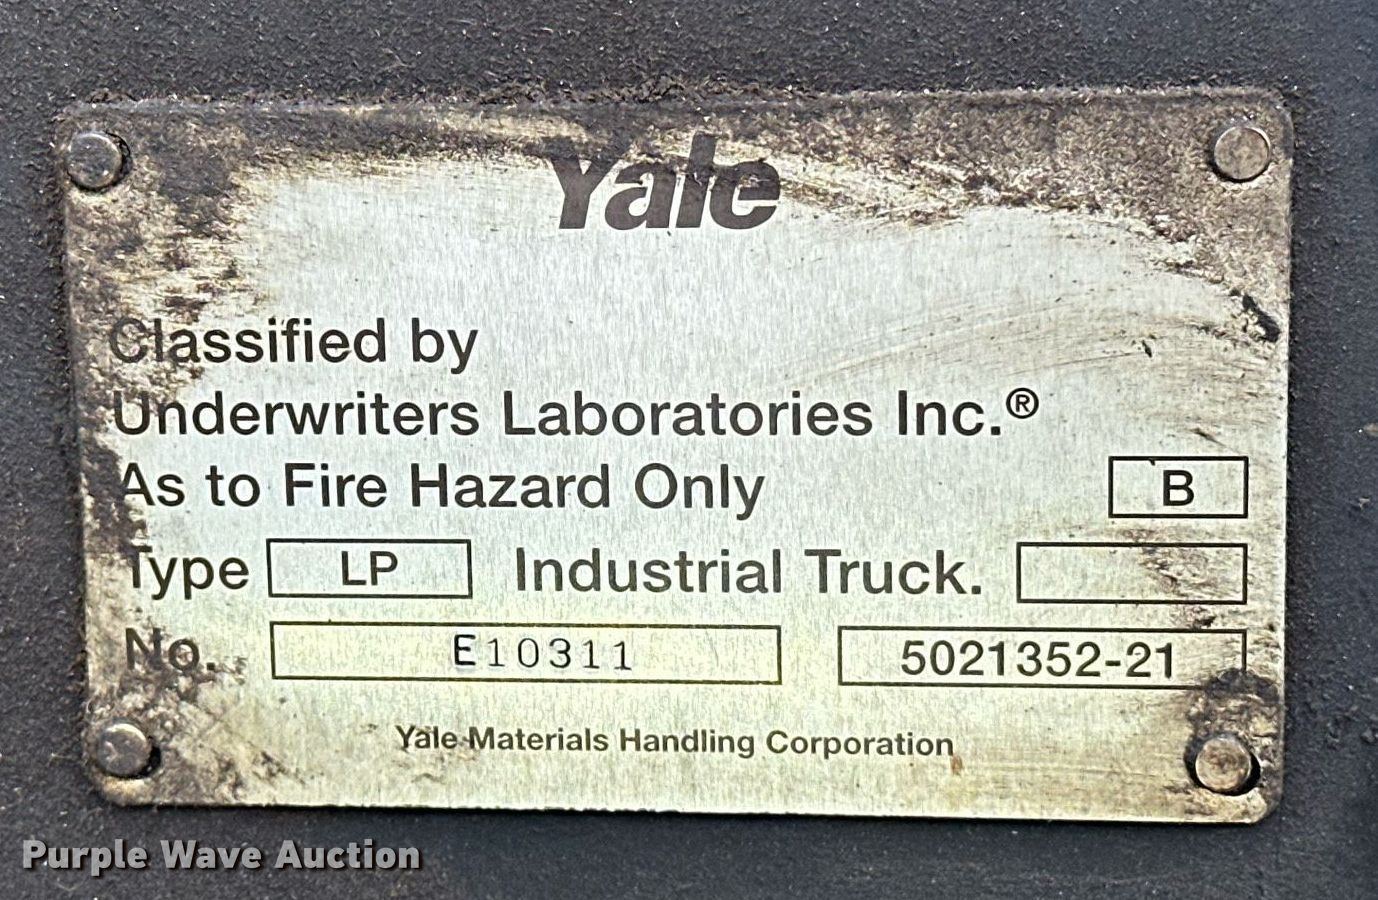 Yale
Classified by
Underwriters Laboratories Inc.®
As to Fire Hazard Only B
Type LP Industrial Truck.
No. E10311 5021352-21
Yale Materials Handling Corporation
Purple Wave Auction